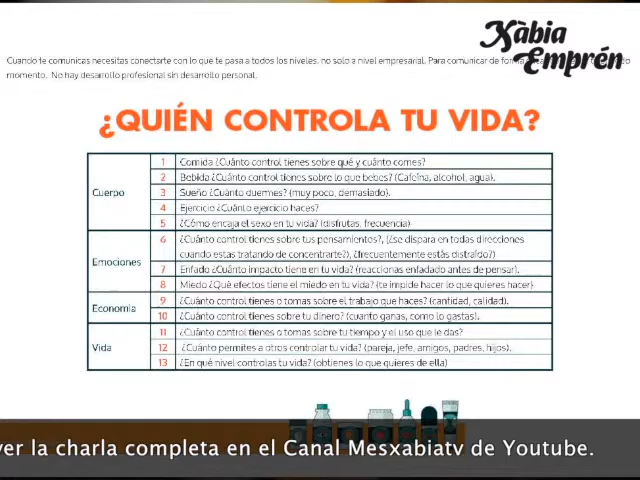 Xàbia
Emprén
Cuando te comunicas necesitas conectarte con lo que te pasa a todos los niveles, no solo a nivel empresarial. Para comunicar de forma
momento. No hay desarrollo profesional sin desarrollo personal.
¿QUIÉN CONTROLA TU VIDA?
Cuerpo
1 Comida ¿Cuánto control tienes sobre qué y cuánto comes?
2 Bebida ¿Cuánto control tienes sobre lo que bebes? (Cafeína, alcohol, agua).
3 Sueño ¿Cuánto duermes? (muy poco, demasiado).
4 Ejercicio ¿Cuánto ejercicio haces?
5 ¿Cómo encaja el sexo en tu vida? (disfrutas, frecuencia)
Emociones
6 ¿Cuánto control tienes sobre tus pensamientos?, (¿se dispara en todas direcciones
cuando estas tratando de concentrarte?), ¿frecuentemente estás distraído?)
7 Enfado ¿Cuánto impacto tiene en tu vida? (reacciones enfadado antes de pensar).
8 Miedo ¿Qué efectos tiene el miedo en tu vida? (te impide hacer lo que quieres hacer)
Economia
9 ¿Cuánto control tienes o tomas sobre el trabajo que haces? (cantidad, calidad).
10 ¿Cuánto control tienes sobre tu dinero? (cuanto ganas, como lo gastas).
Vida
11 ¿Cuánto control tienes o tomas sobre tu tiempo y el uso que le das?
12 ¿Cuánto permites a otros controlar tu vida? (pareja, jefe, amigos, padres, hijos).
13 ¿En qué nivel controlas tu vida? (obtienes lo que quieres de ella)
ver la charla completa en el Canal Mesxabiatv de Youtube.